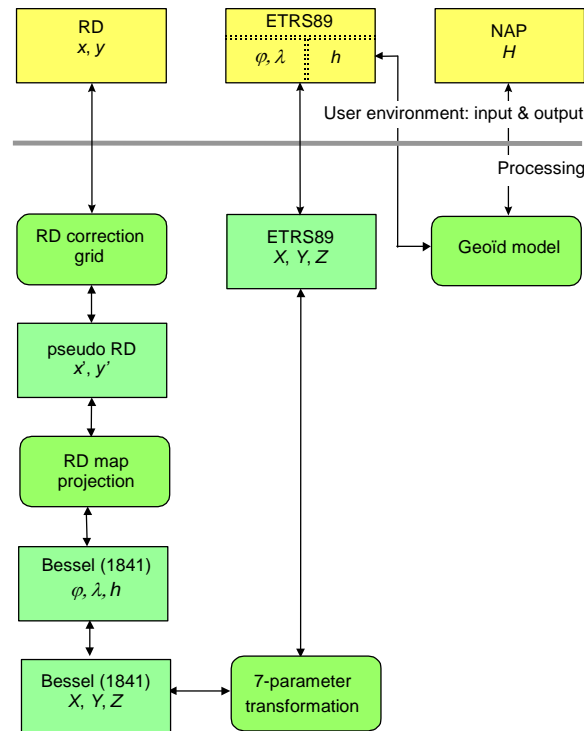 RD
x, y
ETRS89
φ, λ
h
NAP
H
User environment: input & output
Processing
RD correction
grid
ETRS89
X, Y, Z
Geoïd model
pseudo RD
x', y'
RD map
projection
Bessel (1841)
φ, λ, h
Bessel (1841)
X, Y, Z
7-parameter
transformation